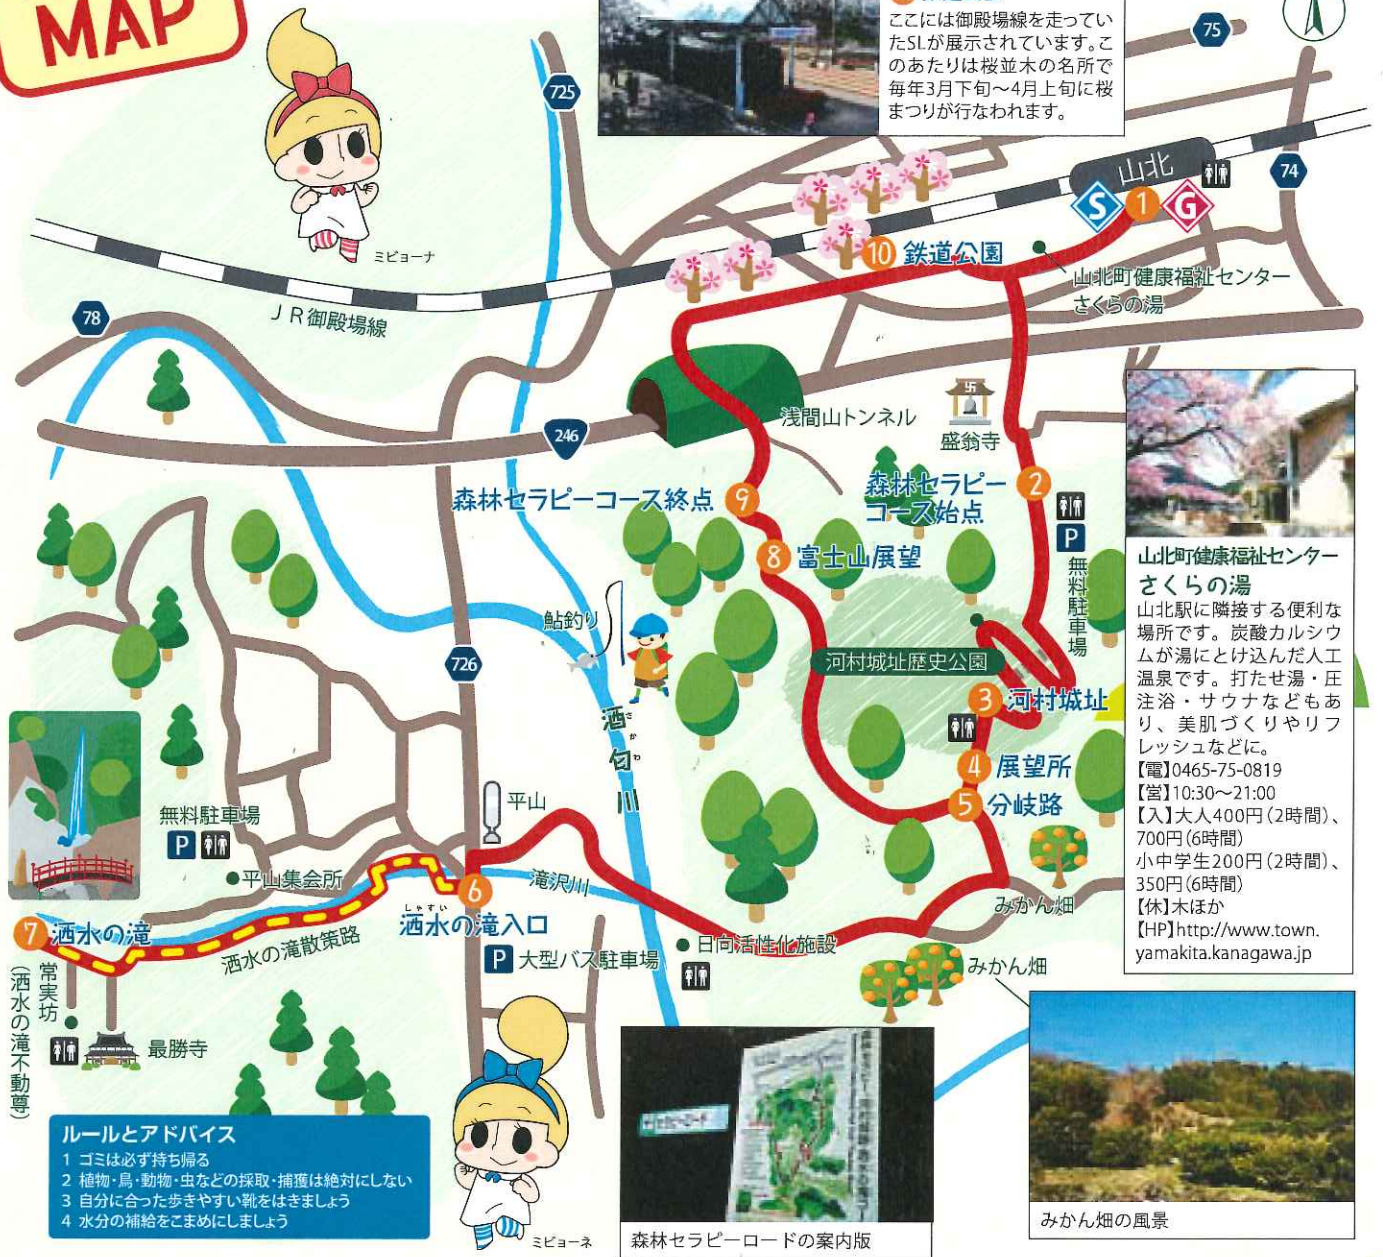 MAP
ここには御殿場線を走ってい
たSLが展示されています。こ
のあたりは桜並木の名所で
毎年3月下旬〜4月上旬に桜
まつりが行なわれます。
75
725
74
山北
S
1
G
ミピョーナ
10 鉄道公園
山北町健康福祉センター
さくらの湯
JR御殿場線
78
浅間山トンネル
盛翁寺
246
森林セラピーコース終点 9
森林セラピー
コース始点
2
P
無料駐車場
8 富士山展望
鮎釣り
726
河村城址歴史公園
3 河村城址
酒匂川
さかわ
4 展望所
5 分岐路
平山
無料駐車場
P
平山集会所
滝沢川
6
しゃすい
洒水の滝入口
みかん畑
7 洒水の滝
洒水の滝散策路
P 大型バス駐車場
日向活性化施設
みかん畑
常実坊
(洒水の滝不動尊)
最勝寺
山北町健康福祉センター
さくらの湯
山北駅に隣接する便利な
場所です。炭酸カルシウ
ムが湯にとけ込んだ人工
温泉です。打たせ湯・圧
注浴・サウナなどもあ
り、美肌づくりやリフ
レッシュなどに。
【電】0465-75-0819
【営】10:30〜21:00
【入】大人400円(2時間)、
700円(6時間)
小中学生200円(2時間)、
350円(6時間)
【休】木ほか
【HP】http://www.town.
yamakita.kanagawa.jp
ルールとアドバイス
1 ゴミは必ず持ち帰る
2 植物・鳥・動物・虫などの採取・捕獲は絶対にしない
3 自分に合った歩きやすい靴をはきましょう
4 水分の補給をこまめにしましょう
ミピョーネ
森林セラピーロードの案内版
みかん畑の風景